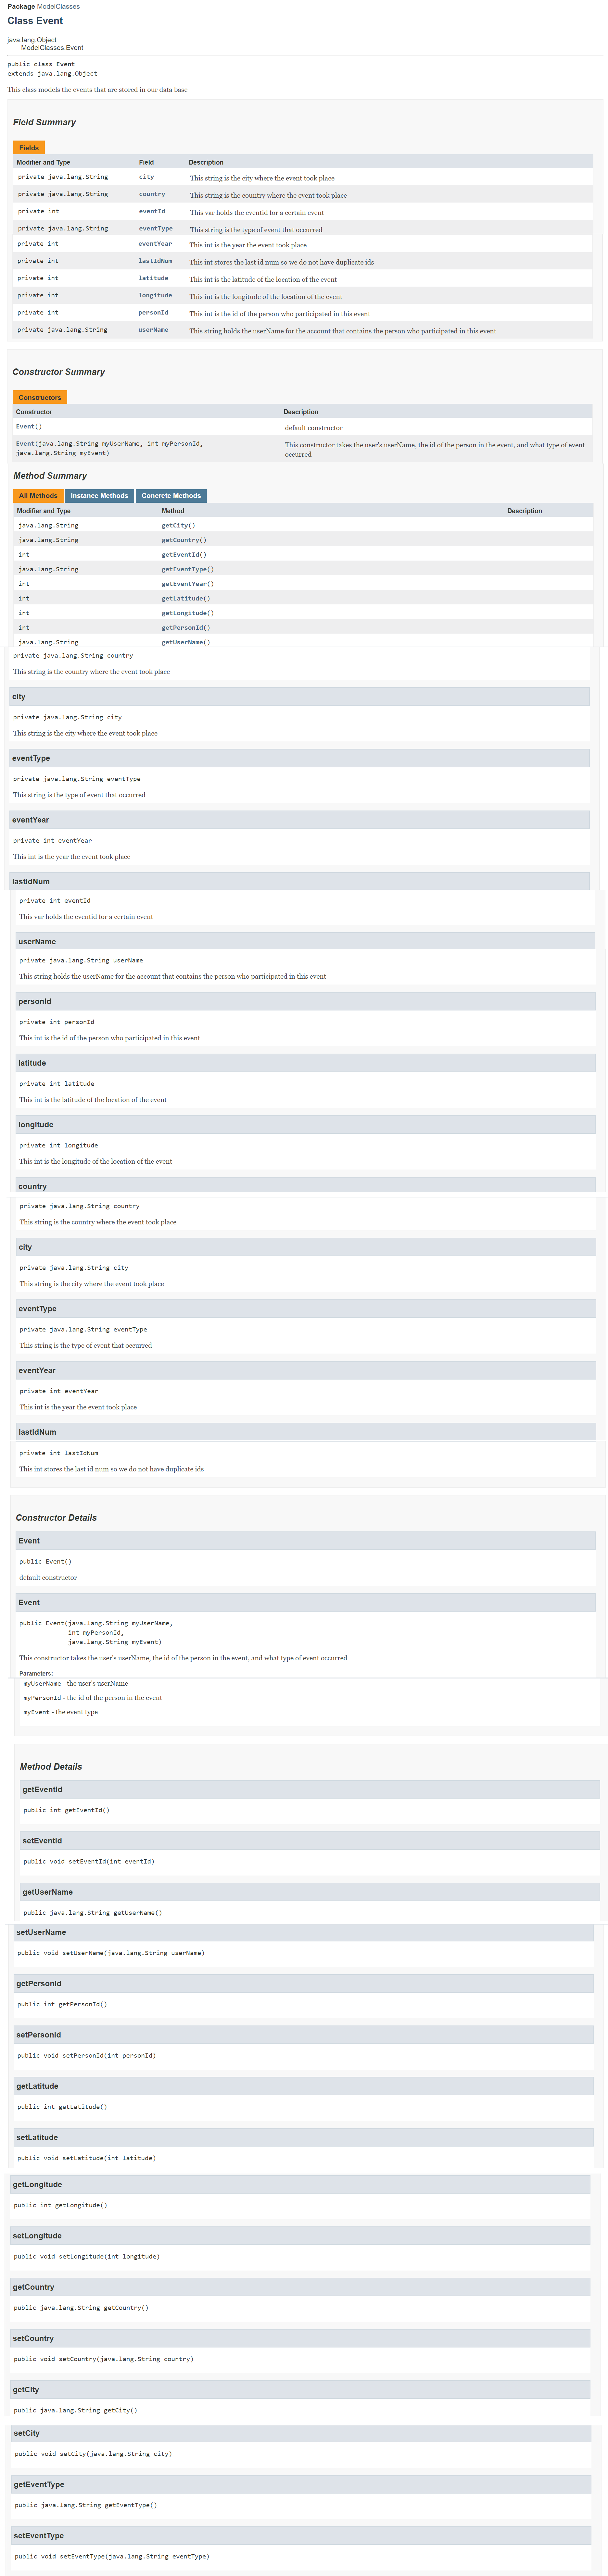 Package ModelClasses
Class Event
java.lang.Object
ModelClasses.Event
public class Event
extends java.lang.Object
This class models the events that are stored in our data base
Field Summary
Fields
Modifier and Type Field Description
private java.lang.String city This string is the city where the event took place
private java.lang.String country This string is the country where the event took place
private int eventId This var holds the eventid for a certain event
private java.lang.String eventType This string is the type of event that occurred
private int eventYear This int is the year the event took place
private int lastIdNum This int stores the last id num so we do not have duplicate ids
private int latitude This int is the latitude of the location of the event
private int longitude This int is the longitude of the location of the event
private int personId This int is the id of the person who participated in this event
private java.lang.String userName This string holds the userName for the account that contains the person who participated in this event
Constructor Summary
Constructors
Constructor Description
Event() default constructor
Event(java.lang.String myUserName, int myPersonId, This constructor takes the user's userName, the id of the person in the event, and what type of event
java.lang.String myEvent) occurred
Method Summary
All Methods Instance Methods Concrete Methods
Modifier and Type Method Description
java.lang.String getCity()
java.lang.String getCountry()
int getEventId()
java.lang.String getEventType()
int getEventYear()
int getLatitude()
int getLongitude()
int getPersonId()
java.lang.String getUserName()
private java.lang.String country
This string is the country where the event took place
city
private java.lang.String city
This string is the city where the event took place
eventType
private java.lang.String eventType
This string is the type of event that occurred
eventYear
private int eventYear
This int is the year the event took place
lastIdNum
private int eventId
This var holds the eventid for a certain event
userName
private java.lang.String userName
This string holds the userName for the account that contains the person who participated in this event
personId
private int personId
This int is the id of the person who participated in this event
latitude
private int latitude
This int is the latitude of the location of the event
longitude
private int longitude
This int is the longitude of the location of the event
country
private java.lang.String country
This string is the country where the event took place
city
private java.lang.String city
This string is the city where the event took place
eventType
private java.lang.String eventType
This string is the type of event that occurred
eventYear
private int eventYear
This int is the year the event took place
lastIdNum
private int lastIdNum
This int stores the last id num so we do not have duplicate ids
Constructor Details
Event
public Event()
default constructor
Event
public Event(java.lang.String myUserName,
int myPersonId,
java.lang.String myEvent)
This constructor takes the user's userName, the id of the person in the event, and what type of event occurred
Parameters:
myUserName - the user's userName
myPersonId - the id of the person in the event
myEvent - the event type
Method Details
getEventId
public int getEventId()
setEventId
public void setEventId(int eventId)
getUserName
public java.lang.String getUserName()
setUserName
public void setUserName(java.lang.String userName)
getPersonId
public int getPersonId()
setPersonId
public void setPersonId(int personId)
getLatitude
public int getLatitude()
setLatitude
public void setLatitude(int latitude)
getLongitude
public int getLongitude()
setLongitude
public void setLongitude(int longitude)
getCountry
public java.lang.String getCountry()
setCountry
public void setCountry(java.lang.String country)
getCity
public java.lang.String getCity()
setCity
public void setCity(java.lang.String city)
getEventType
public java.lang.String getEventType()
setEventType
public void setEventType(java.lang.String eventType)